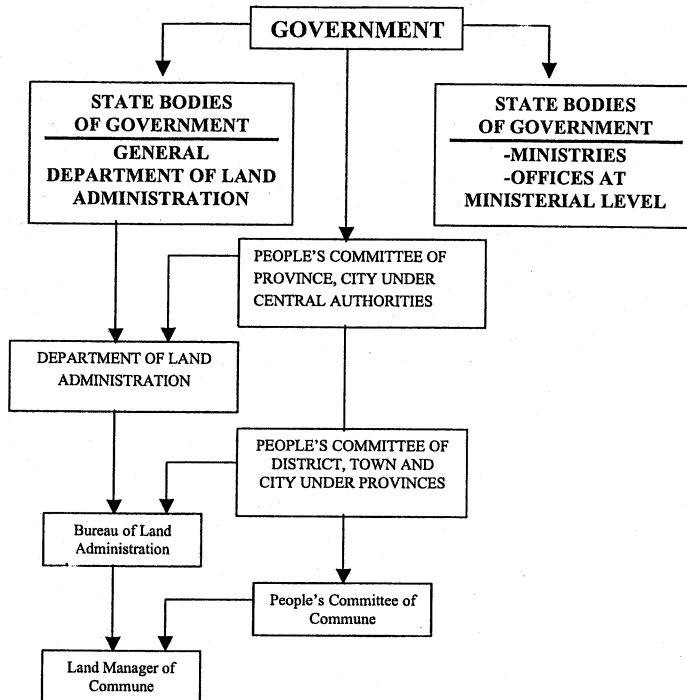 GOVERNMENT
STATE BODIES
OF GOVERNMENT
GENERAL
DEPARTMENT OF LAND
ADMINISTRATION
STATE BODIES
OF GOVERNMENT
-MINISTRIES
-OFFICES AT
MINISTERIAL LEVEL
PEOPLE'S COMMITTEE OF
PROVINCE, CITY UNDER
CENTRAL AUTHORITIES
DEPARTMENT OF LAND
ADMINISTRATION
PEOPLE'S COMMITTEE OF
DISTRICT, TOWN AND
CITY UNDER PROVINCES
Bureau of Land
Administration
People's Committee of
Commune
Land Manager of
Commune